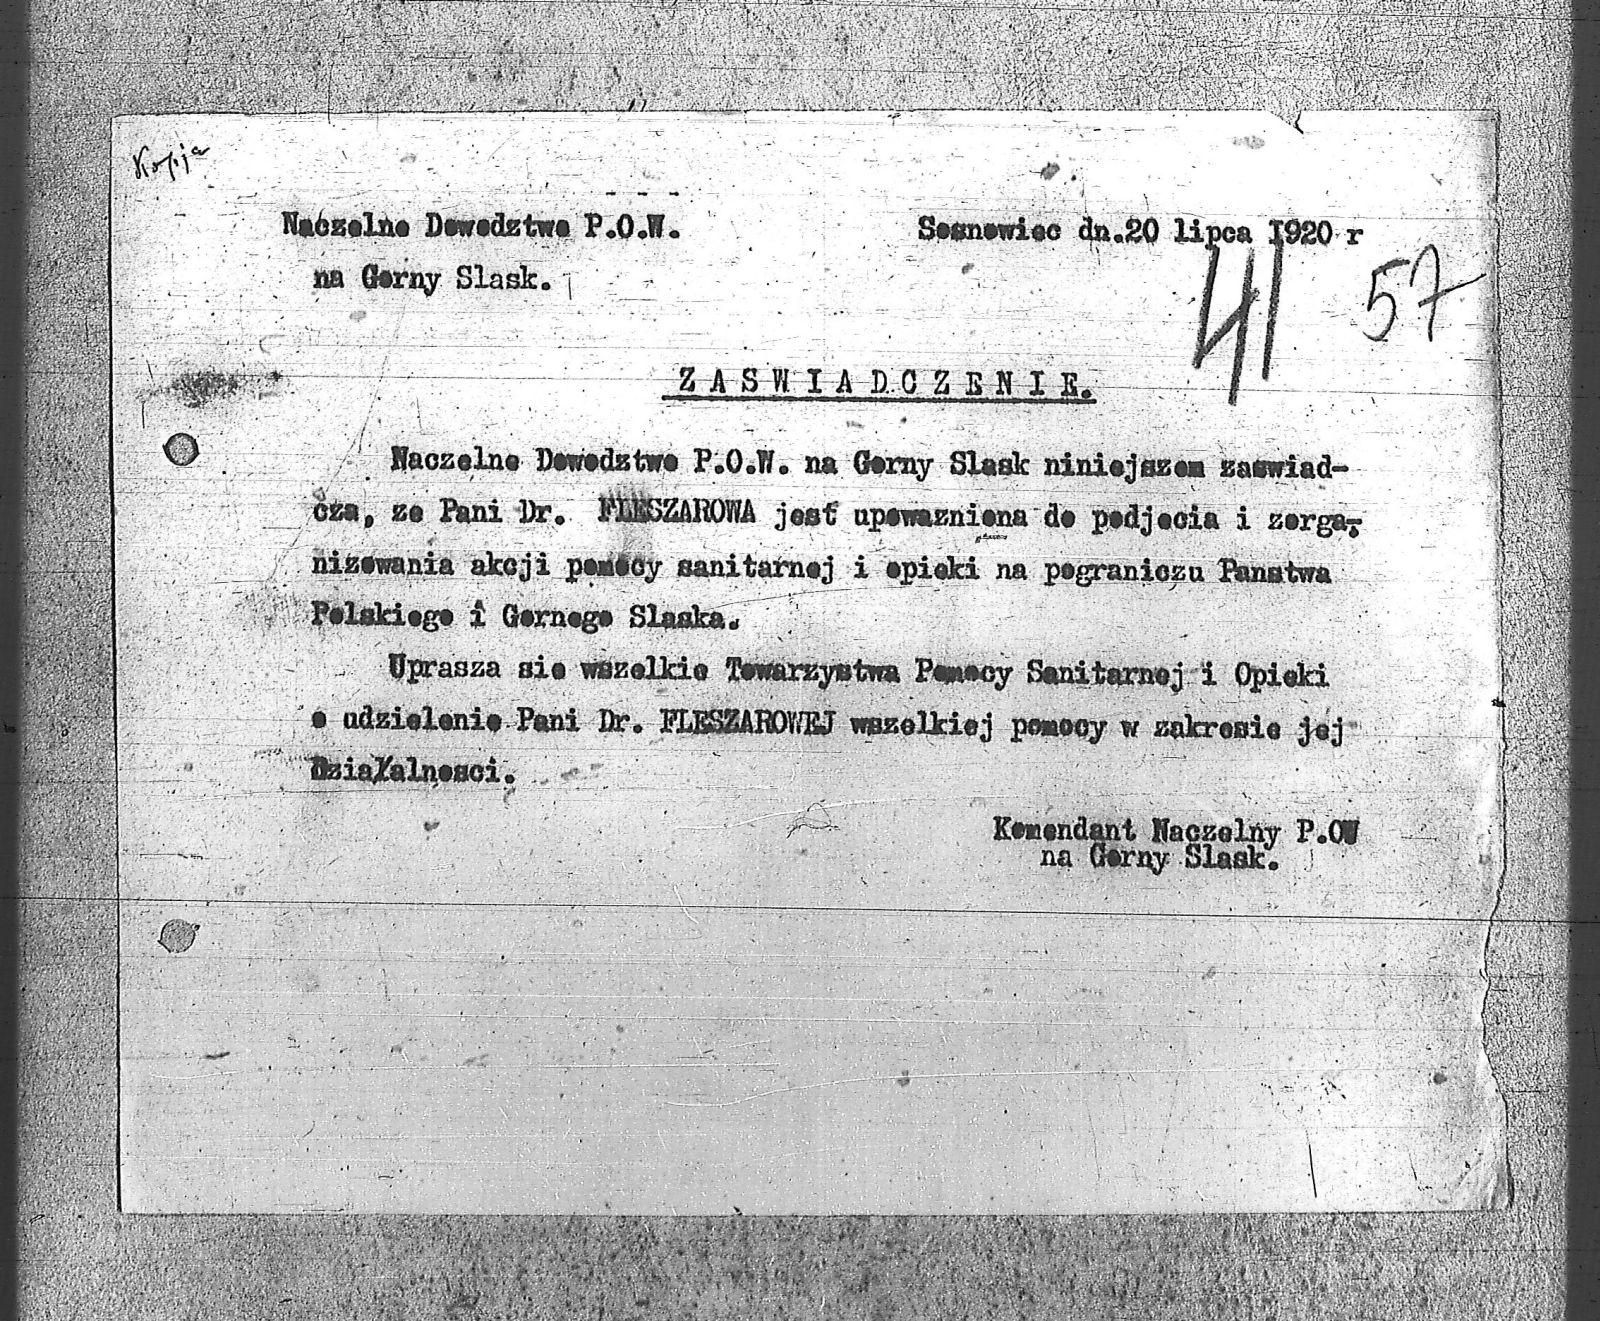 Kopja
- - -
Naczelne Dowodztwo P.O.W.
Sosnowiec dn.20 lipca I920 r
na Gorny Slask.
41 57
Z A S W I A D C Z E N I E.
Naczelne Dowodztwo P.O.W. na Gorny Slask niniejszem zaswiad-
cza, ze Pani Dr. FLESZAROWA jest upowazniona do podjecia i zorga-
nizowania akcji pomocy sanitarnej i opieki na pograniczu Panstwa
Polskiego i Gornego Slaska.
Uprasza sie wszelkie Towarzystwa Pomocy Sanitarnej i Opieki
o udzielenie Pani Dr. FLESZAROWEJ wszelkiej pomocy w zakresie jej
Działalnosci.
Komendant Naczelny P.OW
na Gorny Slask.